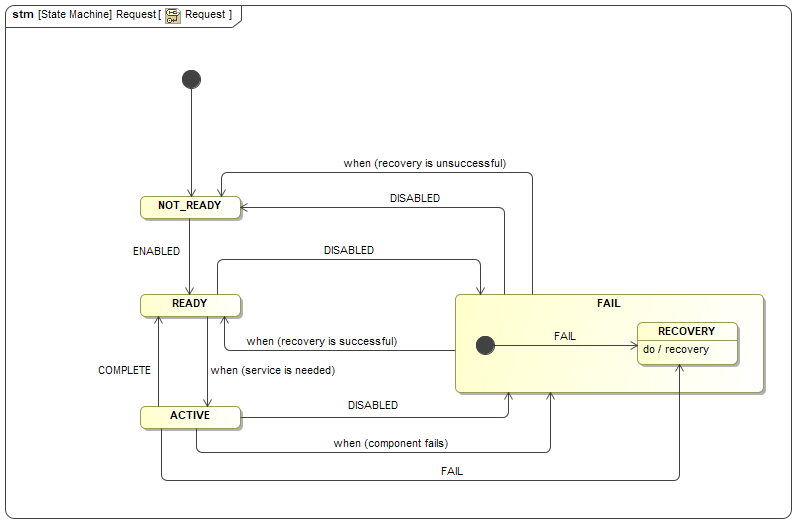 stm [State Machine] Request [ Request ]
when (recovery is unsuccessful)
NOT_READY
DISABLED
ENABLED
DISABLED
READY
FAIL
when (recovery is successful)
FAIL
RECOVERY
do / recovery
COMPLETE
when (service is needed)
ACTIVE
DISABLED
when (component fails)
FAIL